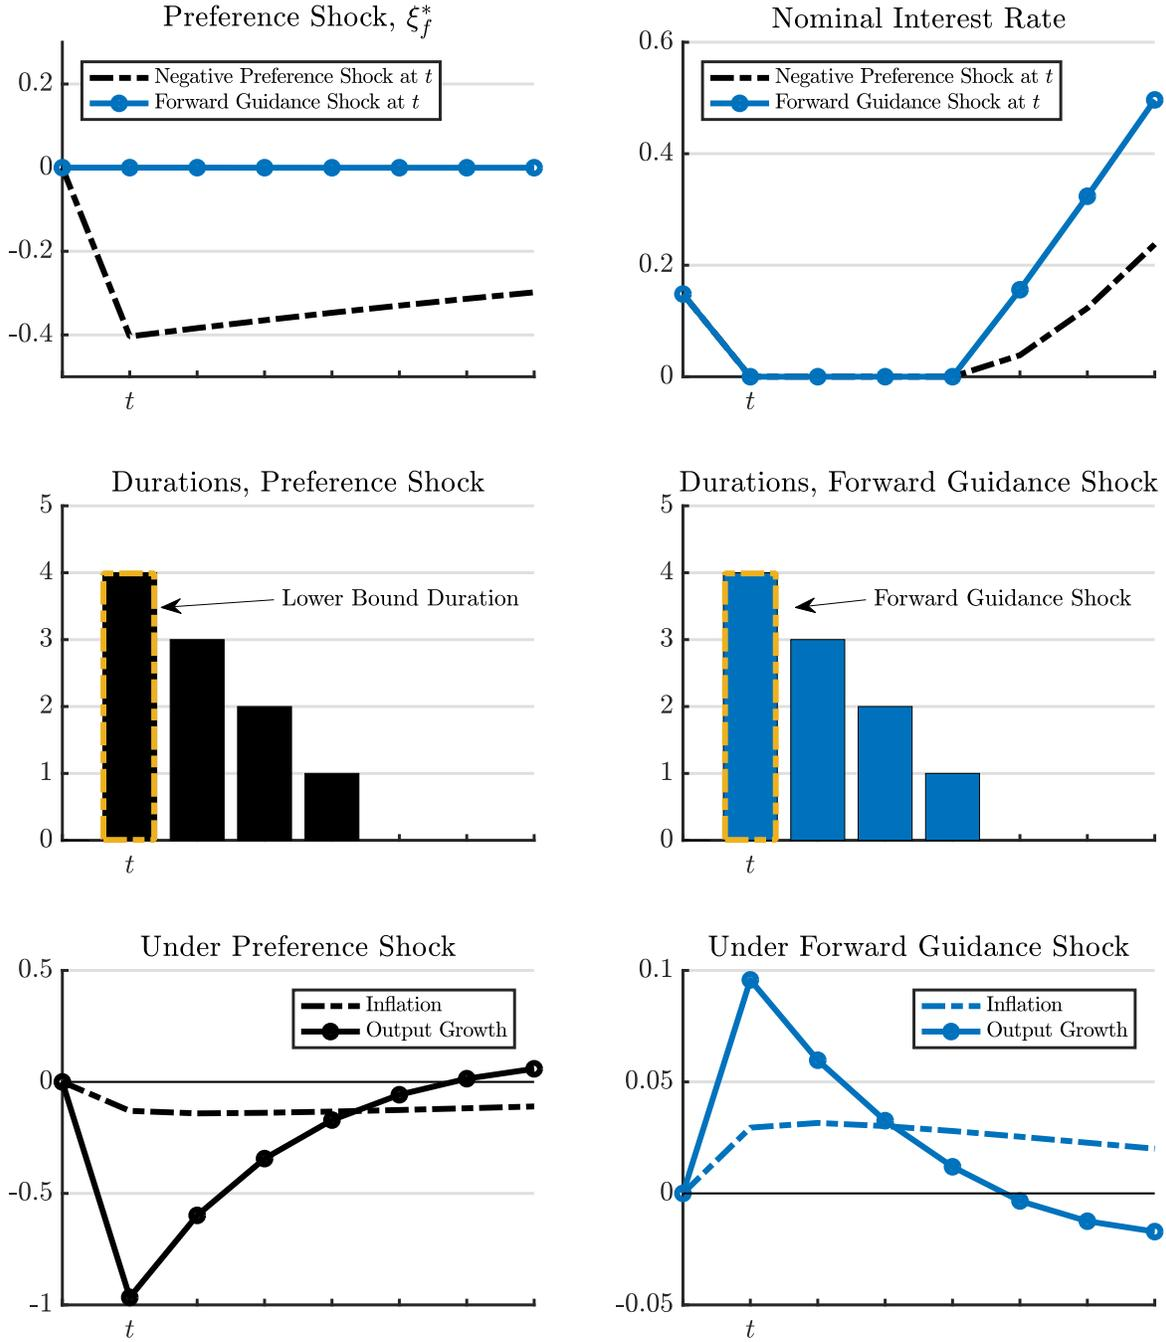 Preference Shock, ξ*f
0.2
0
-0.2
-0.4
Negative Preference Shock at t
Forward Guidance Shock at t
t
Nominal Interest Rate
0.6
0.4
0.2
0
Negative Preference Shock at t
Forward Guidance Shock at t
t
Durations, Preference Shock
5
4
3
2
1
0
Lower Bound Duration
t
Durations, Forward Guidance Shock
5
4
3
2
1
0
Forward Guidance Shock
t
Under Preference Shock
0.5
0
-0.5
-1
Inflation
Output Growth
t
Under Forward Guidance Shock
0.1
0.05
0
-0.05
Inflation
Output Growth
t